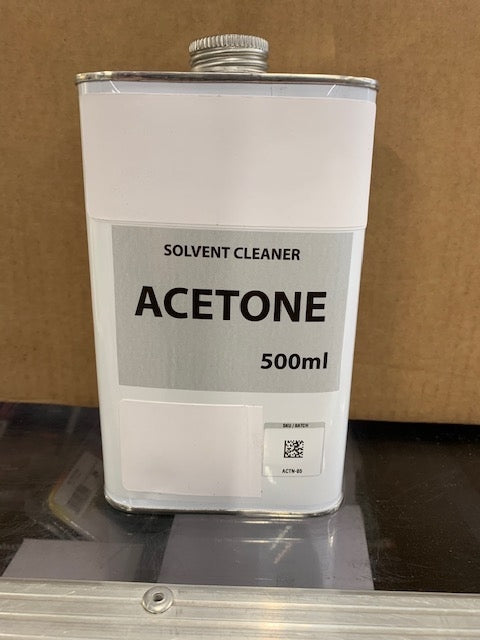 SOLVENT CLEANER
ACETONE
500ml
SKU / BATCH
ACTN-05